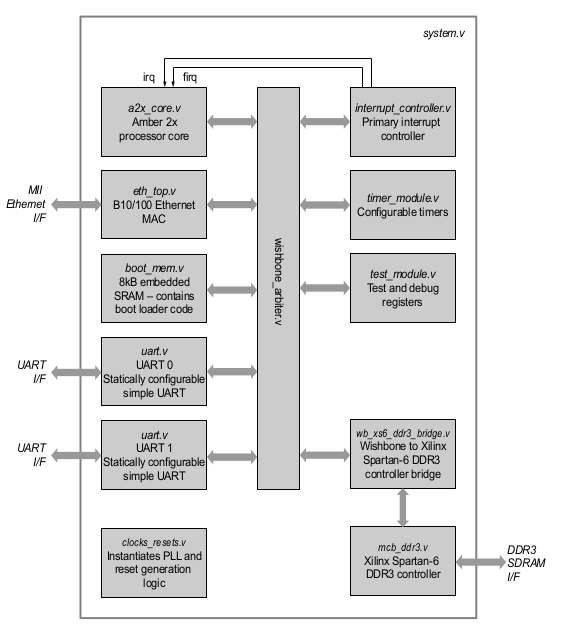 system.v
irq
firq
a2x_core.v
Amber 2x
processor core
interrupt_controller.v
Primary interrupt
controller
MII
Ethernet
I/F
eth_top.v
B10/100 Ethernet
MAC
timer_module.v
Configurable timers
wishbone_arbiter.v
boot_mem.v
8kB embedded
SRAM – contains
boot loader code
test_module.v
Test and debug
registers
UART
I/F
uart.v
UART 0
Statically configurable
simple UART
UART
I/F
uart.v
UART 1
Statically configurable
simple UART
wb_xs6_ddr3_bridge.v
Wishbone to Xilinx
Spartan-6 DDR3
controller bridge
clocks_resets.v
Instantiates PLL and
reset generation
logic
mcb_ddr3.v
Xilinx Spartan-6
DDR3 controller
DDR3
SDRAM
I/F